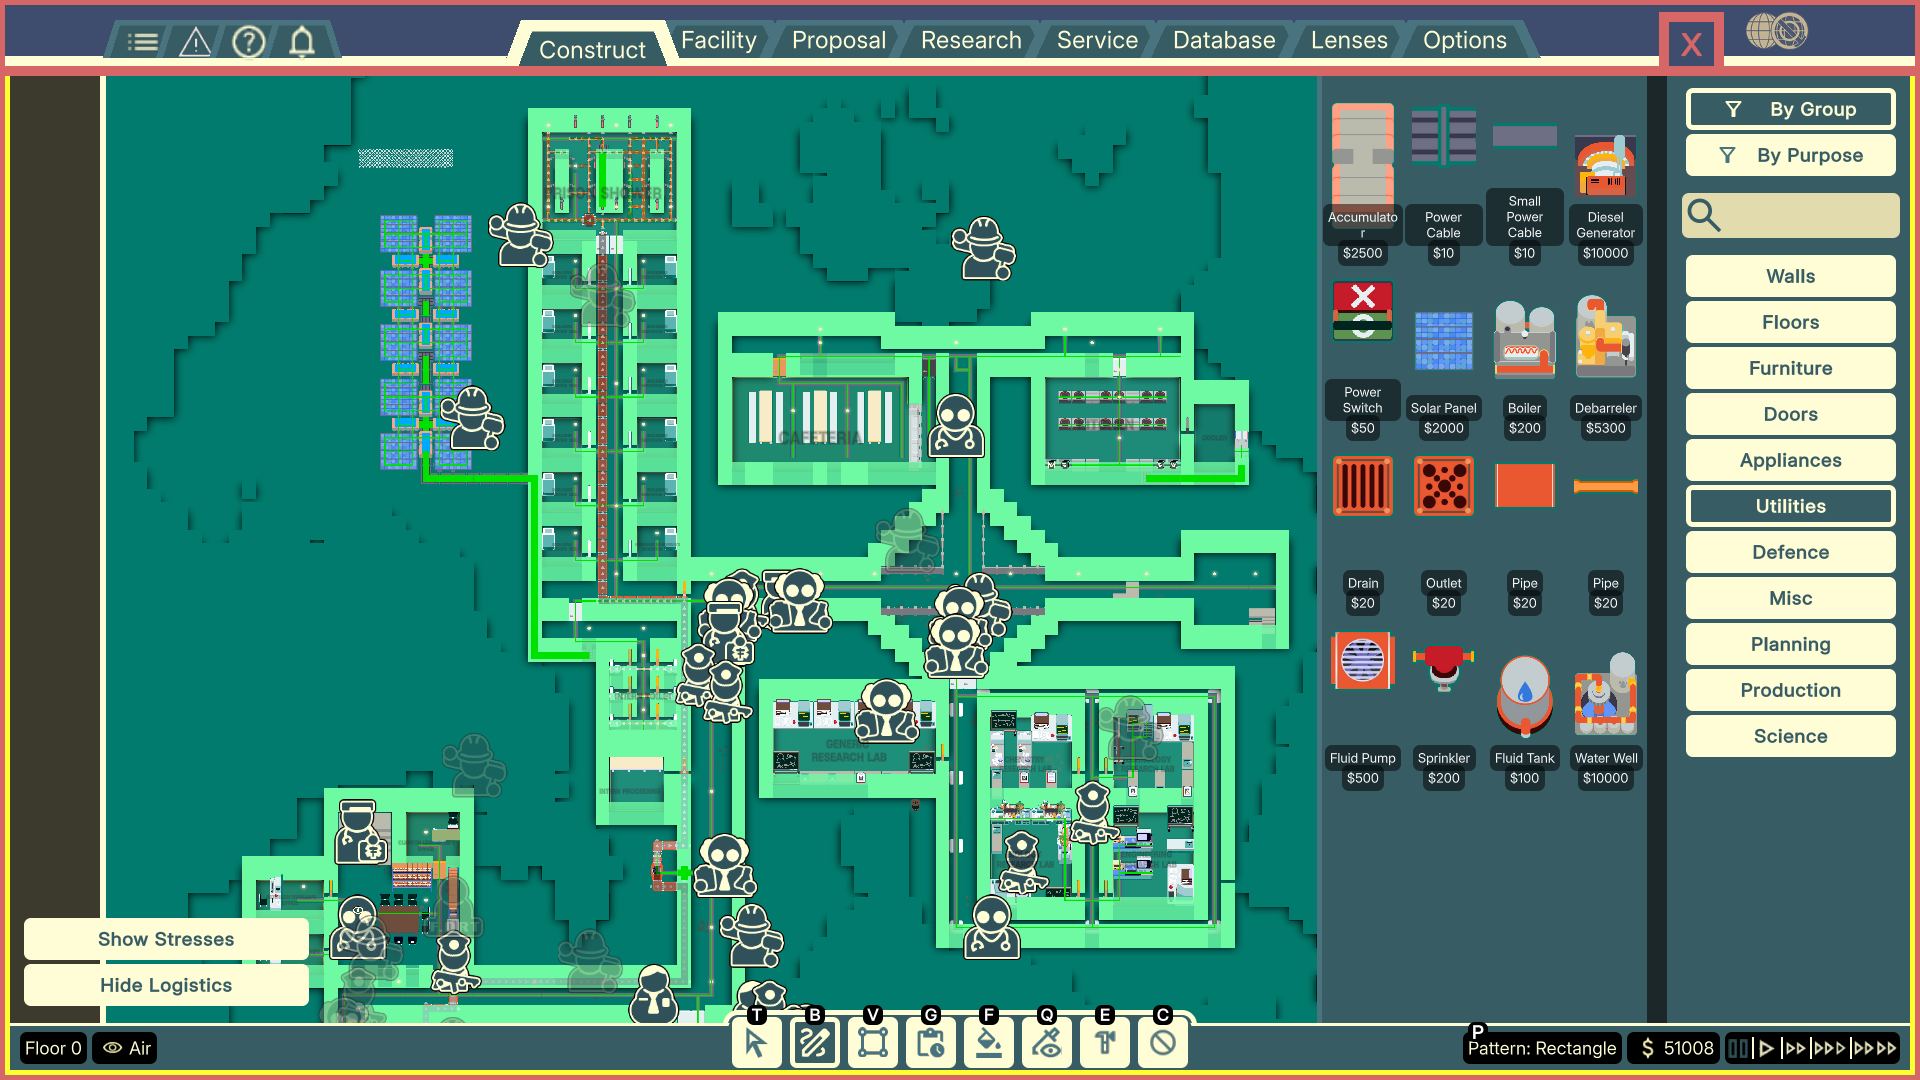 Construct
Facility
Proposal
Research
Service
Database
Lenses
Options
X
By Group
By Purpose
Walls
Floors
Furniture
Doors
Appliances
Utilities
Defence
Misc
Planning
Production
Science
Accumulato
r
$2500
Power
Cable
$10
Small
Power
Cable
$10
Diesel
Generator
$10000
Power
Switch
$50
Solar Panel
$2000
Boiler
$200
Debarreler
$5300
Drain
$20
Outlet
$20
Pipe
$20
Pipe
$20
Fluid Pump
$500
Sprinkler
$200
Fluid Tank
$100
Water Well
$10000
CAFETERIA
GENERIC
RESEARCH LAB
Show Stresses
Hide Logistics
Floor 0
Air
T
B
V
G
F
Q
E
C
P
Pattern: Rectangle
$ 51008